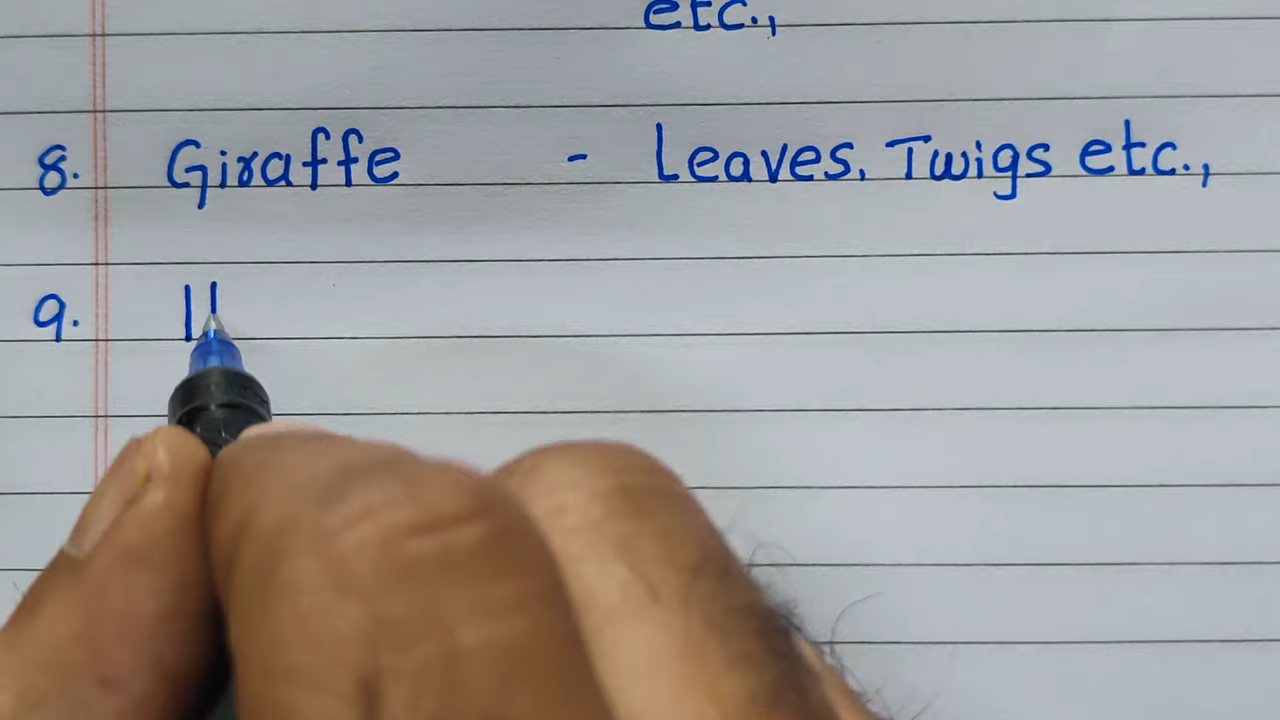 etc.,
8. Giraffe - Leaves, Twigs etc.,
9.